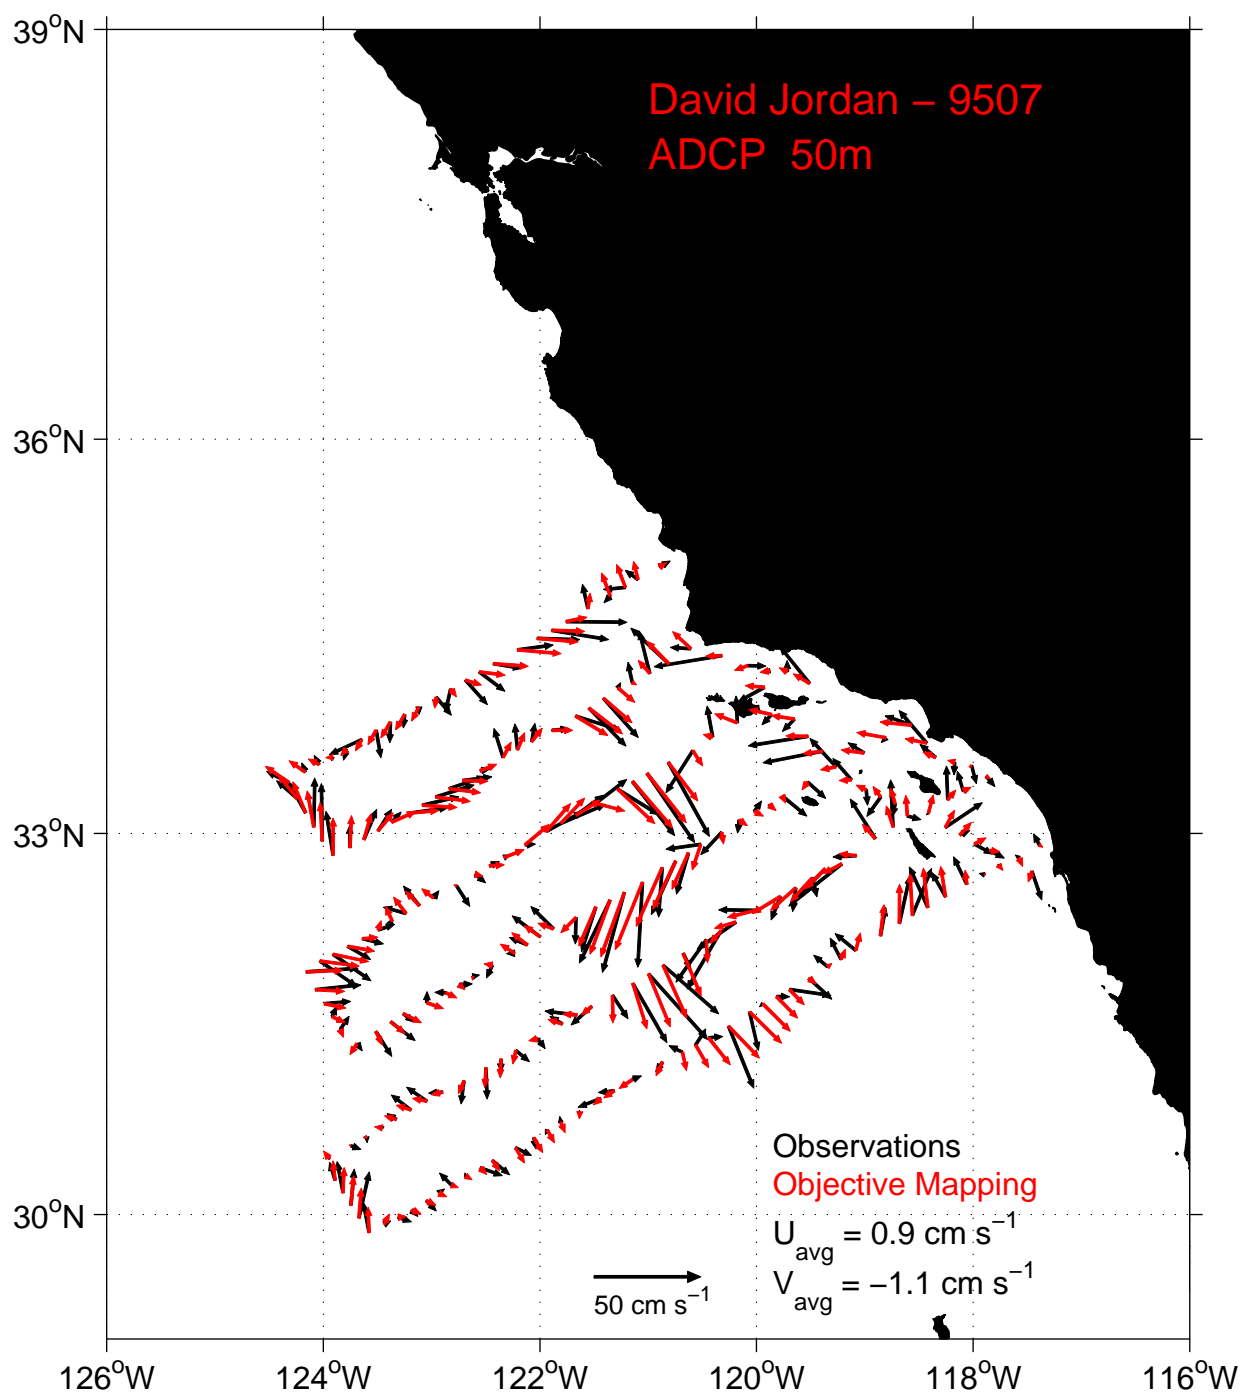 39°N
David Jordan – 9507
ADCP 50m
36°N
33°N
30°N
Observations
Objective Mapping
U_avg = 0.9 cm s⁻¹
V_avg = −1.1 cm s⁻¹
50 cm s⁻¹
126°W 124°W 122°W 120°W 118°W 116°W